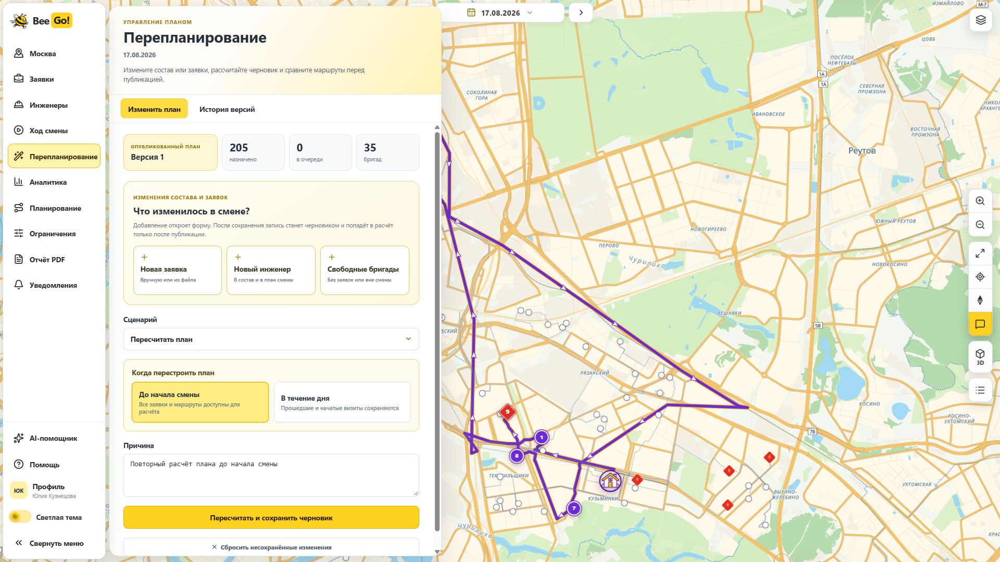 Bee Go!
Москва
Заявки
Инженеры
Ход смены
Перепланирование
Аналитика
Планирование
Ограничения
Отчёт PDF
Уведомления
AI-помощник
Помощь
ЮК
Профиль
Юлия Кузнецова
Светлая тема
Свернуть меню
УПРАВЛЕНИЕ ПЛАНОМ
Перепланирование
17.08.2026
Измените состав или заявки, рассчитайте черновик и сравните маршруты перед
публикацией.
Изменить план
История версий
ОПУБЛИКОВАННЫЙ ПЛАН
Версия 1
205
назначено
0
в очереди
35
бригад
ИЗМЕНЕНИЯ СОСТАВА И ЗАЯВОК
Что изменилось в смене?
Добавление откроет форму. После сохранения запись станет черновиком и попадёт в расчёт
только после публикации.
Новая заявка
Вручную или из файла
Новый инженер
В состав и в план смены
Свободные бригады
Без заявок или вне смены
Сценарий
Пересчитать план
Когда перестроить план
До начала смены
Все заявки и маршруты доступны для
расчёта
В течение дня
Прошедшие и начатые визиты сохраняются
Причина
Повторный расчёт плана до начала смены
Пересчитать и сохранить черновик
Сбросить несохранённые изменения
17.08.2026
ИЗМАЙЛОВО
М-7
ЦОВБ
ПОСЁЛОК
НЕФТЕБАЗЫ
1А
1А
СЕВЕРНАЯ
ПРОМЗОНА
СОКОЛИНАЯ
ГОРА
ИВАНОВСКОЕ
ВОСТОЧНАЯ
ПРОМЗОНА
Реутов
ЮЖНЫЙ РЕУТОВ
НОВОГИРЕЕВО
ПЕРОВО
Чурилиха
НОВОКОСИНО
ВЕШНЯКИ
5В
РЯЗАНСКИЙ
КОСИНО
КОСИНО-
УХТОМСКИЙ
7В
9
1
8
7
КУЗЬМИНКИ
ВЫХИНО-
ЖУЛЕБИНО
УХТОМСКАЯ
Чурилиха
3D